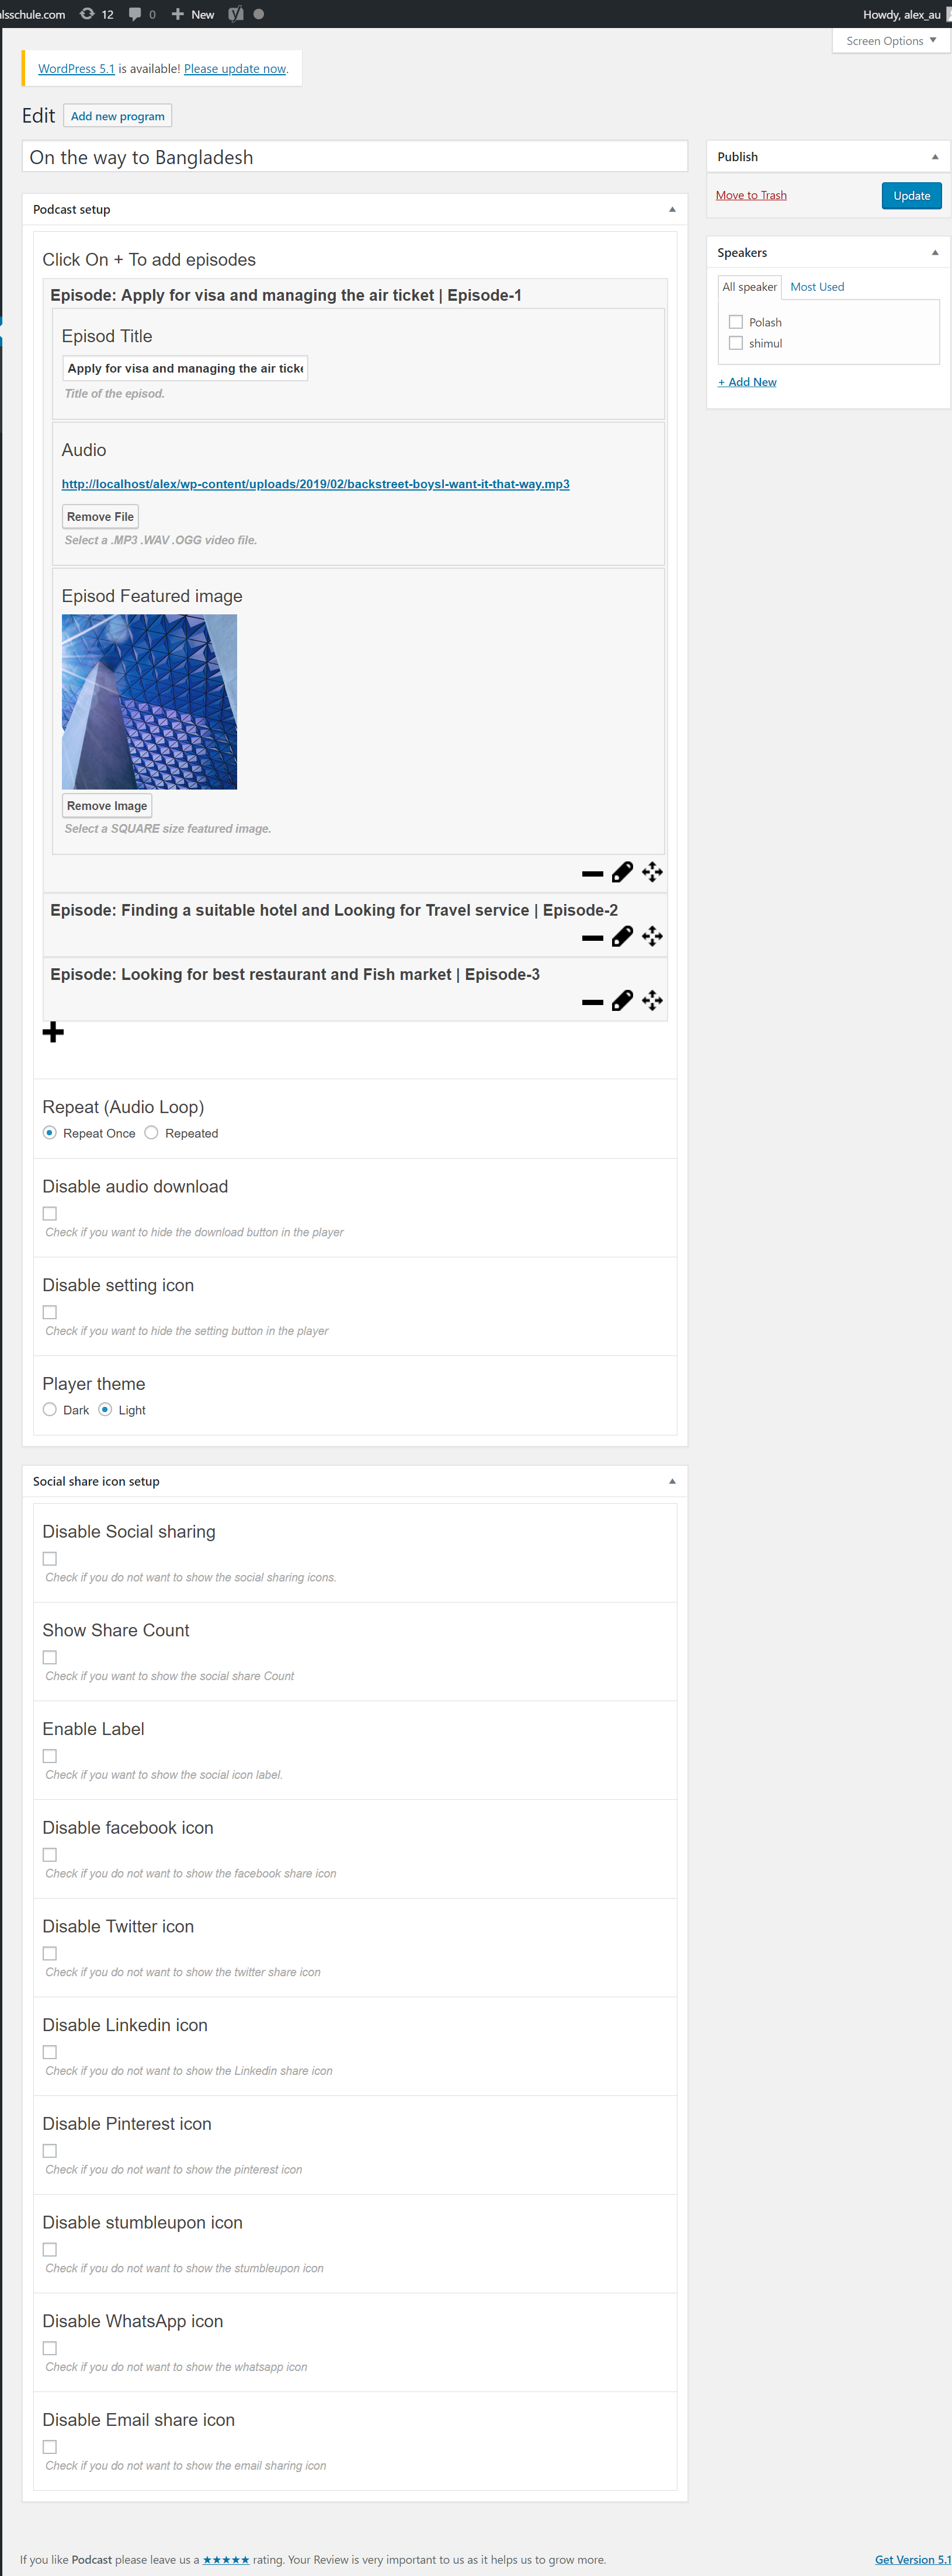 lsschule.com 12 0 New Howdy, alex_au
Screen Options
WordPress 5.1 is available! Please update now.
Edit Add new program
On the way to Bangladesh
Publish
Move to Trash Update
Podcast setup
Speakers
All speaker Most Used
Polash
shimul
+ Add New
Click On + To add episodes
Episode: Apply for visa and managing the air ticket | Episode-1
Episod Title
Apply for visa and managing the air ticke
Title of the episod.
Audio
http://localhost/alex/wp-content/uploads/2019/02/backstreet-boysI-want-it-that-way.mp3
Remove File
Select a .MP3 .WAV .OGG video file.
Episod Featured image
Remove Image
Select a SQUARE size featured image.
Episode: Finding a suitable hotel and Looking for Travel service | Episode-2
Episode: Looking for best restaurant and Fish market | Episode-3
Repeat (Audio Loop)
Repeat Once Repeated
Disable audio download
Check if you want to hide the download button in the player
Disable setting icon
Check if you want to hide the setting button in the player
Player theme
Dark Light
Social share icon setup
Disable Social sharing
Check if you do not want to show the social sharing icons.
Show Share Count
Check if you want to show the social share Count
Enable Label
Check if you want to show the social icon label.
Disable facebook icon
Check if you do not want to show the facebook share icon
Disable Twitter icon
Check if you do not want to show the twitter share icon
Disable Linkedin icon
Check if you do not want to show the Linkedin share icon
Disable Pinterest icon
Check if you do not want to show the pinterest icon
Disable stumbleupon icon
Check if you do not want to show the stumbleupon icon
Disable WhatsApp icon
Check if you do not want to show the whatsapp icon
Disable Email share icon
Check if you do not want to show the email sharing icon
If you like Podcast please leave us a ★★★★★ rating. Your Review is very important to us as it helps us to grow more. Get Version 5.1